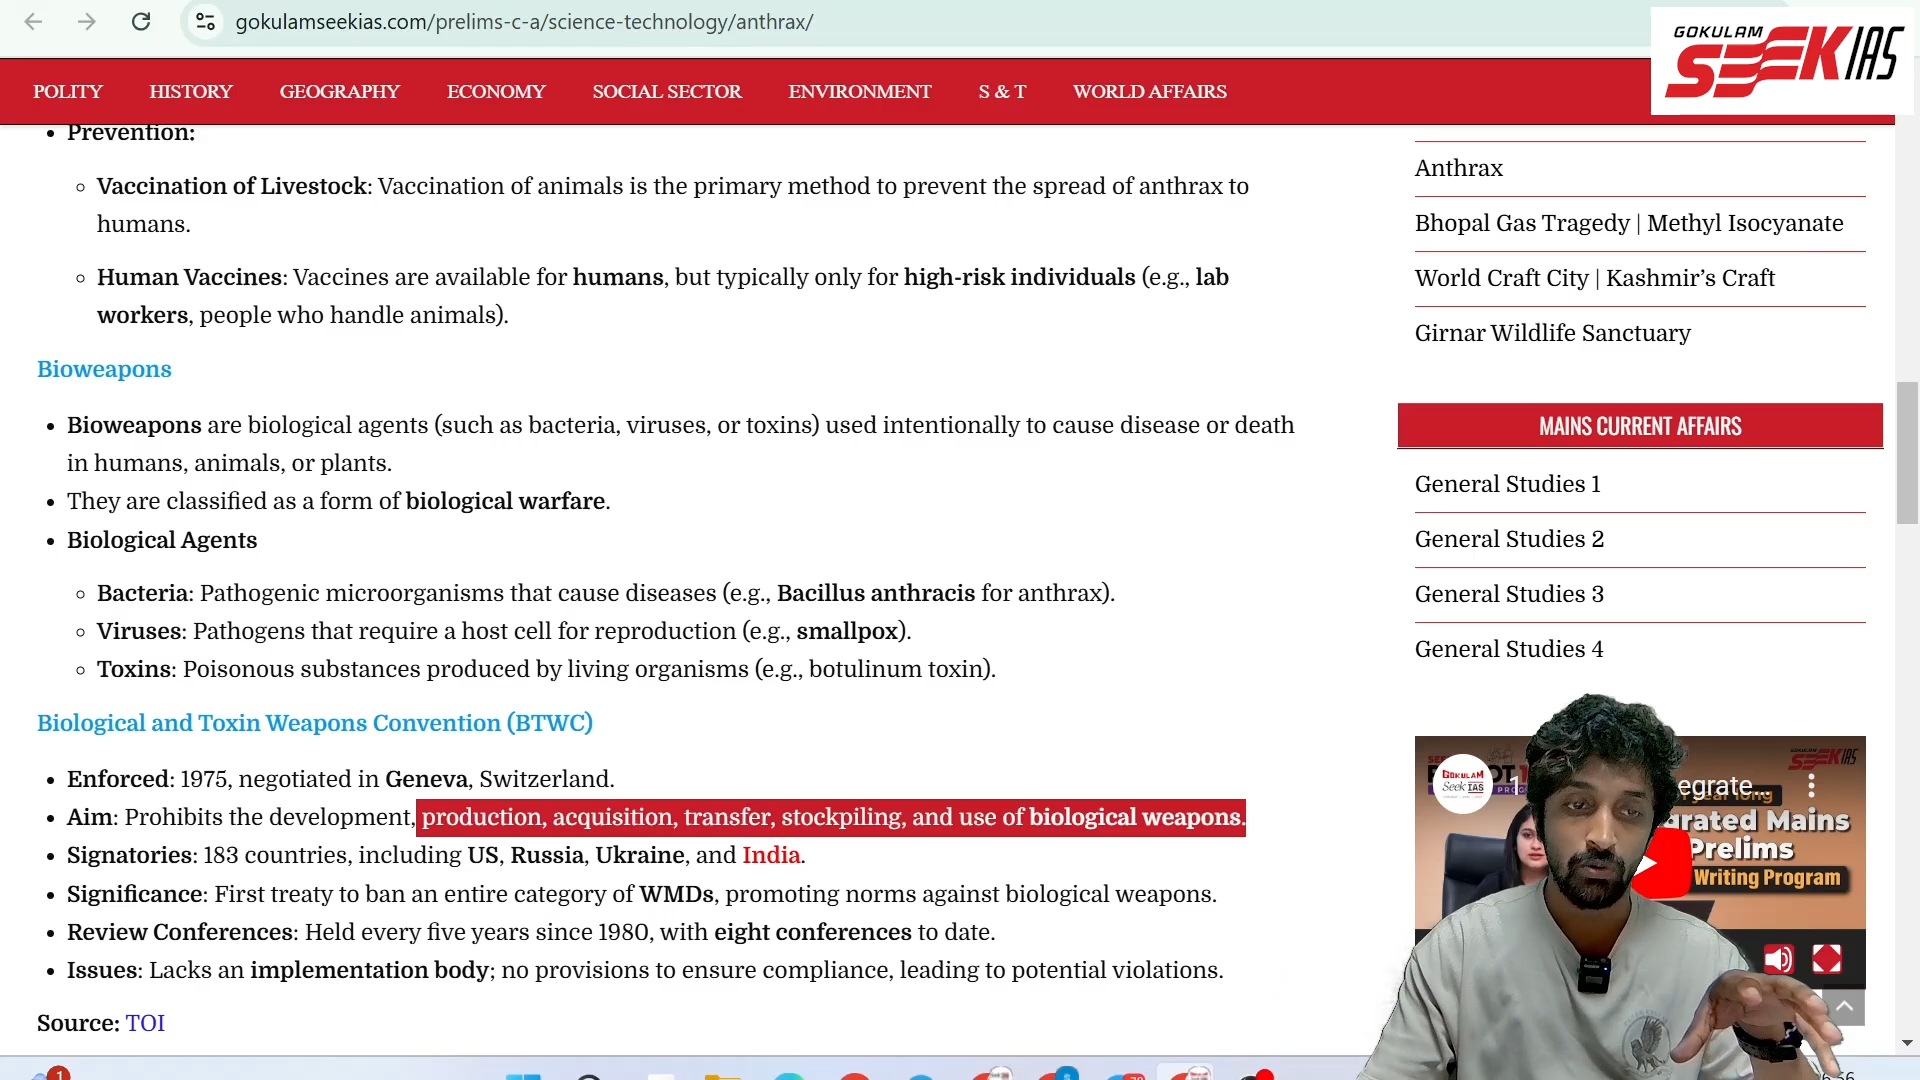 gokulamseekias.com/prelims-c-a/science-technology/anthrax/
GOKULAM
SEEKIAS
POLITY HISTORY GEOGRAPHY ECONOMY SOCIAL SECTOR ENVIRONMENT S & T WORLD AFFAIRS
Prevention:
Vaccination of Livestock: Vaccination of animals is the primary method to prevent the spread of anthrax to
humans.
Human Vaccines: Vaccines are available for humans, but typically only for high-risk individuals (e.g., lab
workers, people who handle animals).
Bioweapons
Bioweapons are biological agents (such as bacteria, viruses, or toxins) used intentionally to cause disease or death
in humans, animals, or plants.
They are classified as a form of biological warfare.
Biological Agents
Bacteria: Pathogenic microorganisms that cause diseases (e.g., Bacillus anthracis for anthrax).
Viruses: Pathogens that require a host cell for reproduction (e.g., smallpox).
Toxins: Poisonous substances produced by living organisms (e.g., botulinum toxin).
Biological and Toxin Weapons Convention (BTWC)
Enforced: 1975, negotiated in Geneva, Switzerland.
Aim: Prohibits the development, production, acquisition, transfer, stockpiling, and use of biological weapons.
Signatories: 183 countries, including US, Russia, Ukraine, and India.
Significance: First treaty to ban an entire category of WMDs, promoting norms against biological weapons.
Review Conferences: Held every five years since 1980, with eight conferences to date.
Issues: Lacks an implementation body; no provisions to ensure compliance, leading to potential violations.
Source: TOI
Anthrax
Bhopal Gas Tragedy | Methyl Isocyanate
World Craft City | Kashmir’s Craft
Girnar Wildlife Sanctuary
MAINS CURRENT AFFAIRS
General Studies 1
General Studies 2
General Studies 3
General Studies 4
GOKULAM
Seek IAS
egrate...
year long
grated Mains
Prelims
Writing Program
1